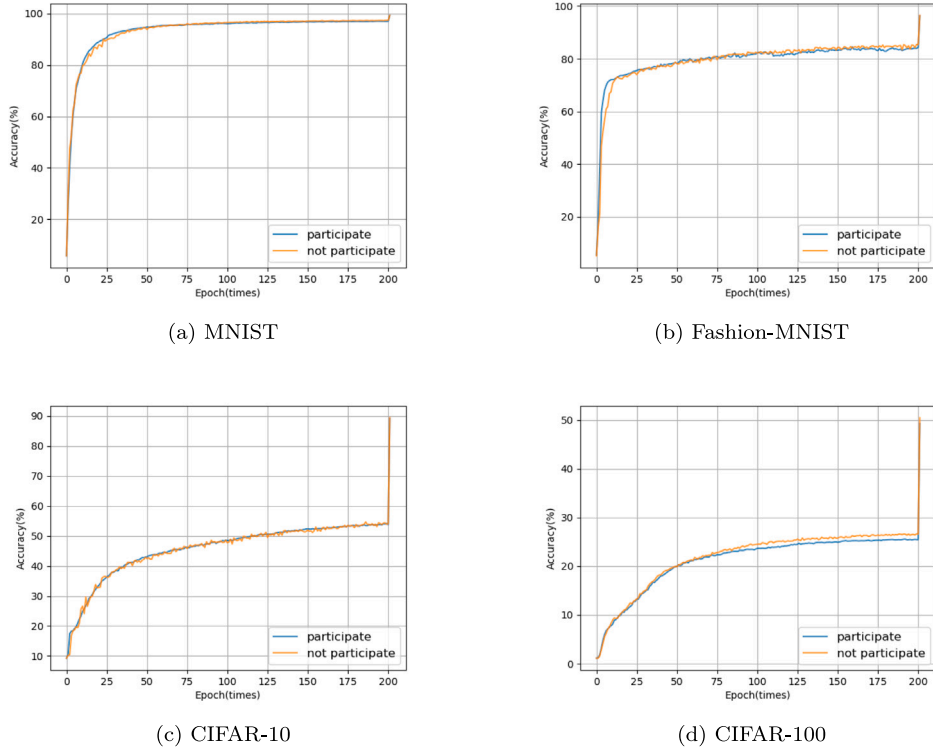 100
80
60
40
20
Accuracy(%)
participate
not participate
0 25 50 75 100 125 150 175 200
Epoch(times)
(a) MNIST
100
80
60
40
20
Accuracy(%)
participate
not participate
0 25 50 75 100 125 150 175 200
Epoch(times)
(b) Fashion-MNIST
90
80
70
60
50
40
30
20
10
Accuracy(%)
participate
not participate
0 25 50 75 100 125 150 175 200
Epoch(times)
(c) CIFAR-10
50
40
30
20
10
0
Accuracy(%)
participate
not participate
0 25 50 75 100 125 150 175 200
Epoch(times)
(d) CIFAR-100